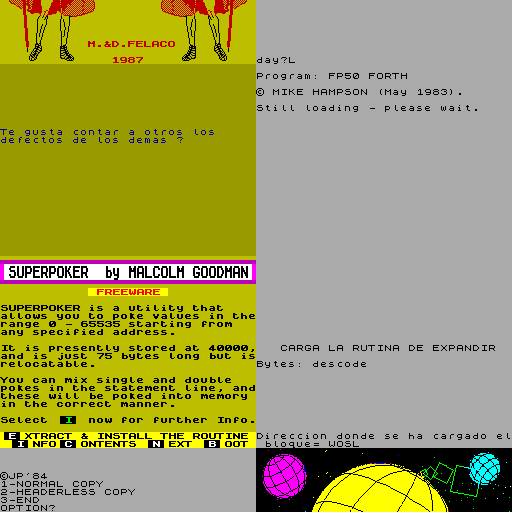 M.&D.FELACO
1987
Te gusta contar a otros los
defectos de los demas ?
SUPERPOKER by MALCOLM GOODMAN
FREEWARE
SUPERPOKER is a utility that
allows you to poke values in the
range 0 - 65535 starting from
any specified address.
It is presently stored at 40000,
and is just 75 bytes long but is
relocatable.
You can mix single and double
pokes in the statement line, and
these will be poked into memory
in the correct manner.
Select I now for further Info.
EXTRACT & INSTALL THE ROUTINE
INFO CONTENTS NEXT BOOT
©JP'84
1-NORMAL COPY
2-HEADERLESS COPY
3-END
OPTION?
day?L
Program: FP50 FORTH
© MIKE HAMPSON (May 1983).
Still loading - please wait.
CARGA LA RUTINA DE EXPANDIR
Bytes: descode
Direccion donde se ha cargado el
bloque= WOSL